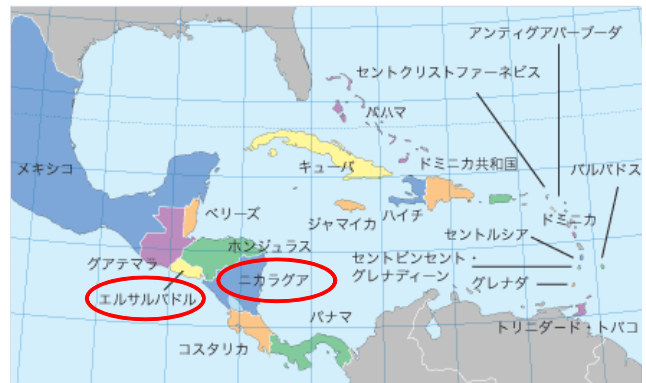 アンティグアバーブーダ
セントクリストファーネビス
バハマ
メキシコ
キューバ
ドミニカ共和国
バルバドス
ベリーズ
ジャマイカ
ハイチ
ドミニカ
セントルシア
ホンジュラス
グアテマラ
セントビンセント・
グレナディーン
ニカラグア
グレナダ
エルサルバドル
パナマ
トリニダード・トバコ
コスタリカ